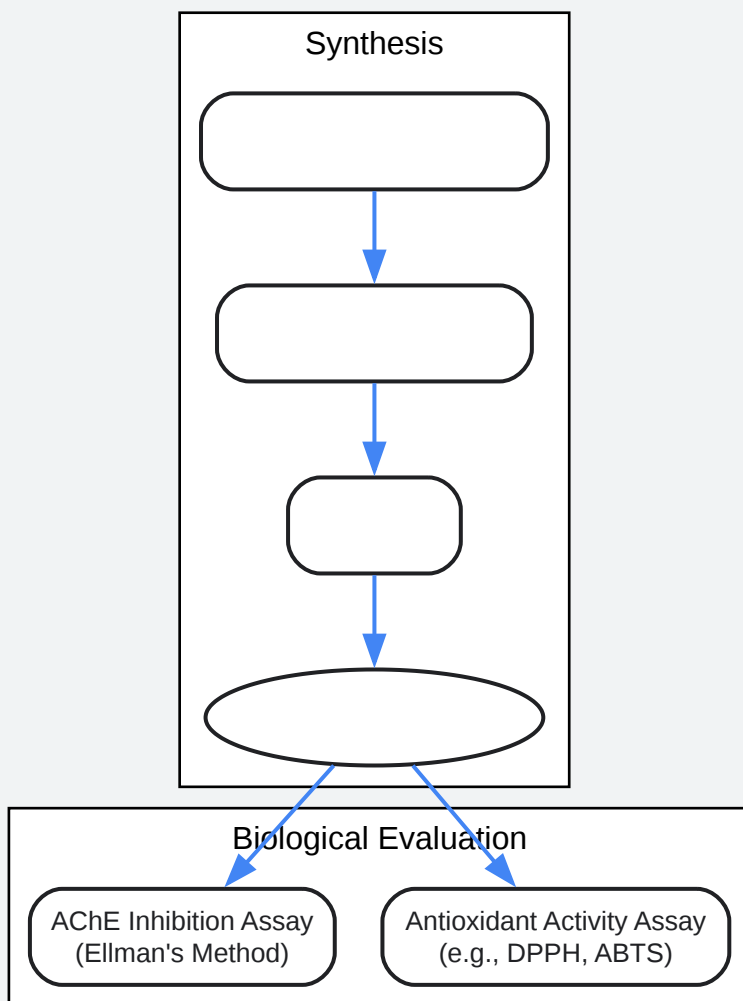 Synthesis
Biological Evaluation
AChE Inhibition Assay
(Ellman's Method)
Antioxidant Activity Assay
(e.g., DPPH, ABTS)